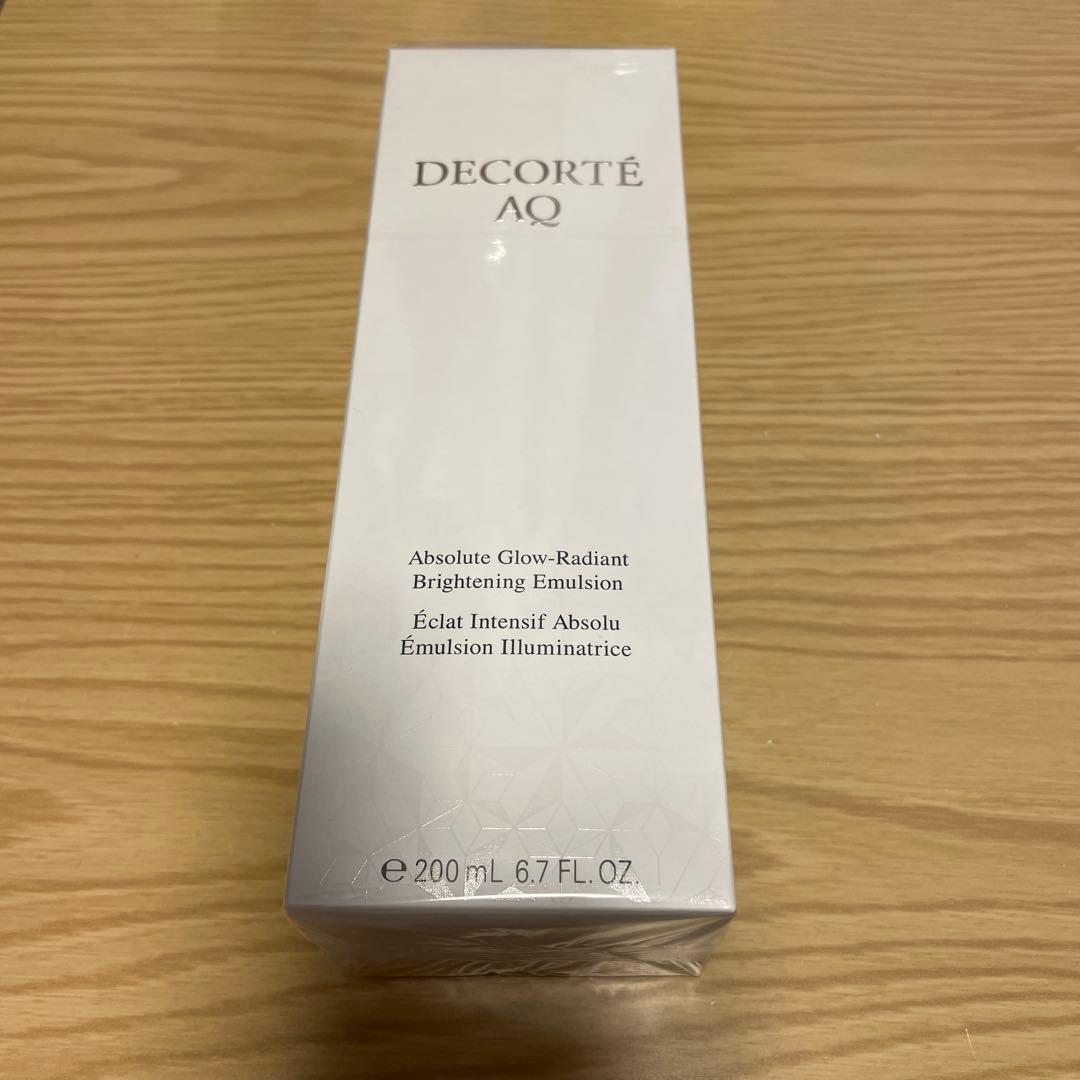 DECORTÉ
AQ
Absolute Glow-Radiant
Brightening Emulsion
Éclat Intensif Absolu
Émulsion Illuminatrice
℮ 200 mL 6.7 FL. OZ.